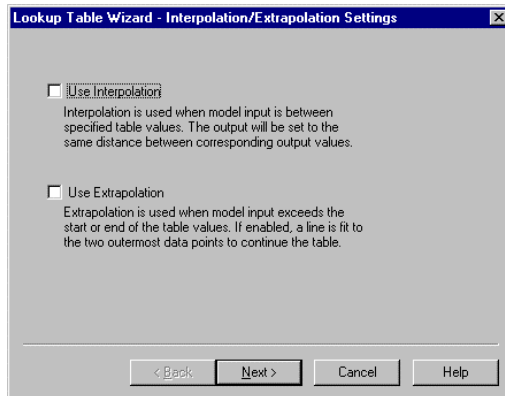 Lookup Table Wizard - Interpolation/Extrapolation Settings
Use Interpolation
Interpolation is used when model input is between
specified table values. The output will be set to the
same distance between corresponding output values.
Use Extrapolation
Extrapolation is used when model input exceeds the
start or end of the table values. If enabled, a line is fit to
the two outermost data points to continue the table.
< Back Next > Cancel Help